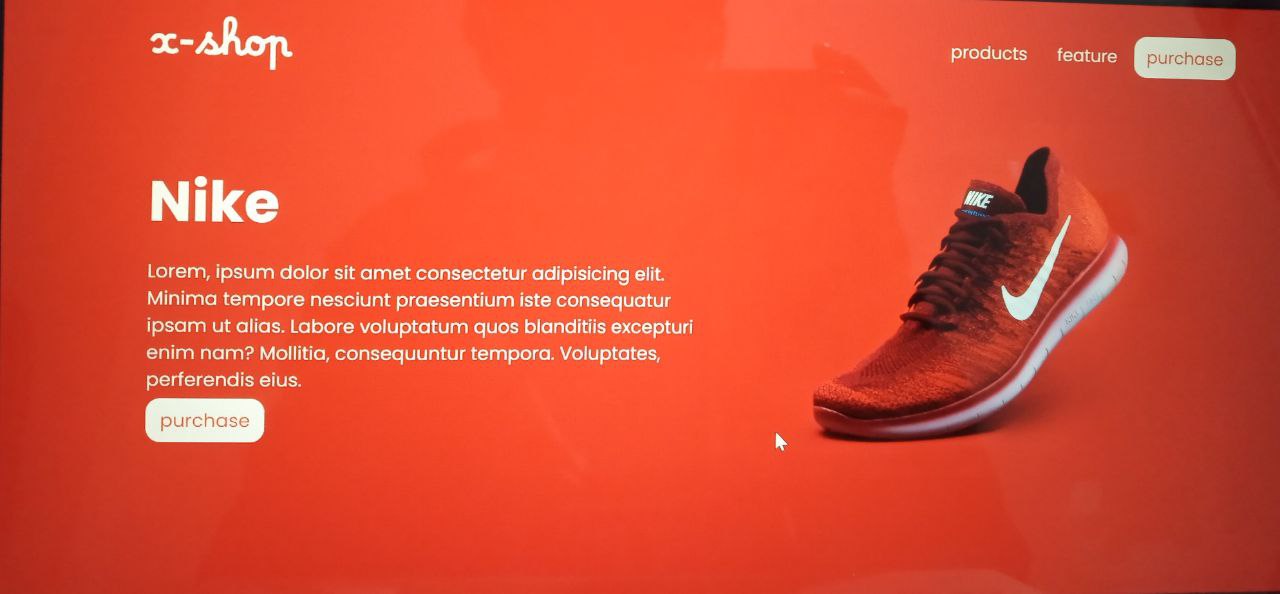 x-shop
products feature purchase
Nike
Lorem, ipsum dolor sit amet consectetur adipisicing elit.
Minima tempore nesciunt praesentium iste consequatur
ipsam ut alias. Labore voluptatum quos blanditiis excepturi
enim nam? Mollitia, consequuntur tempora. Voluptates,
perferendis eius.
purchase
NIKE